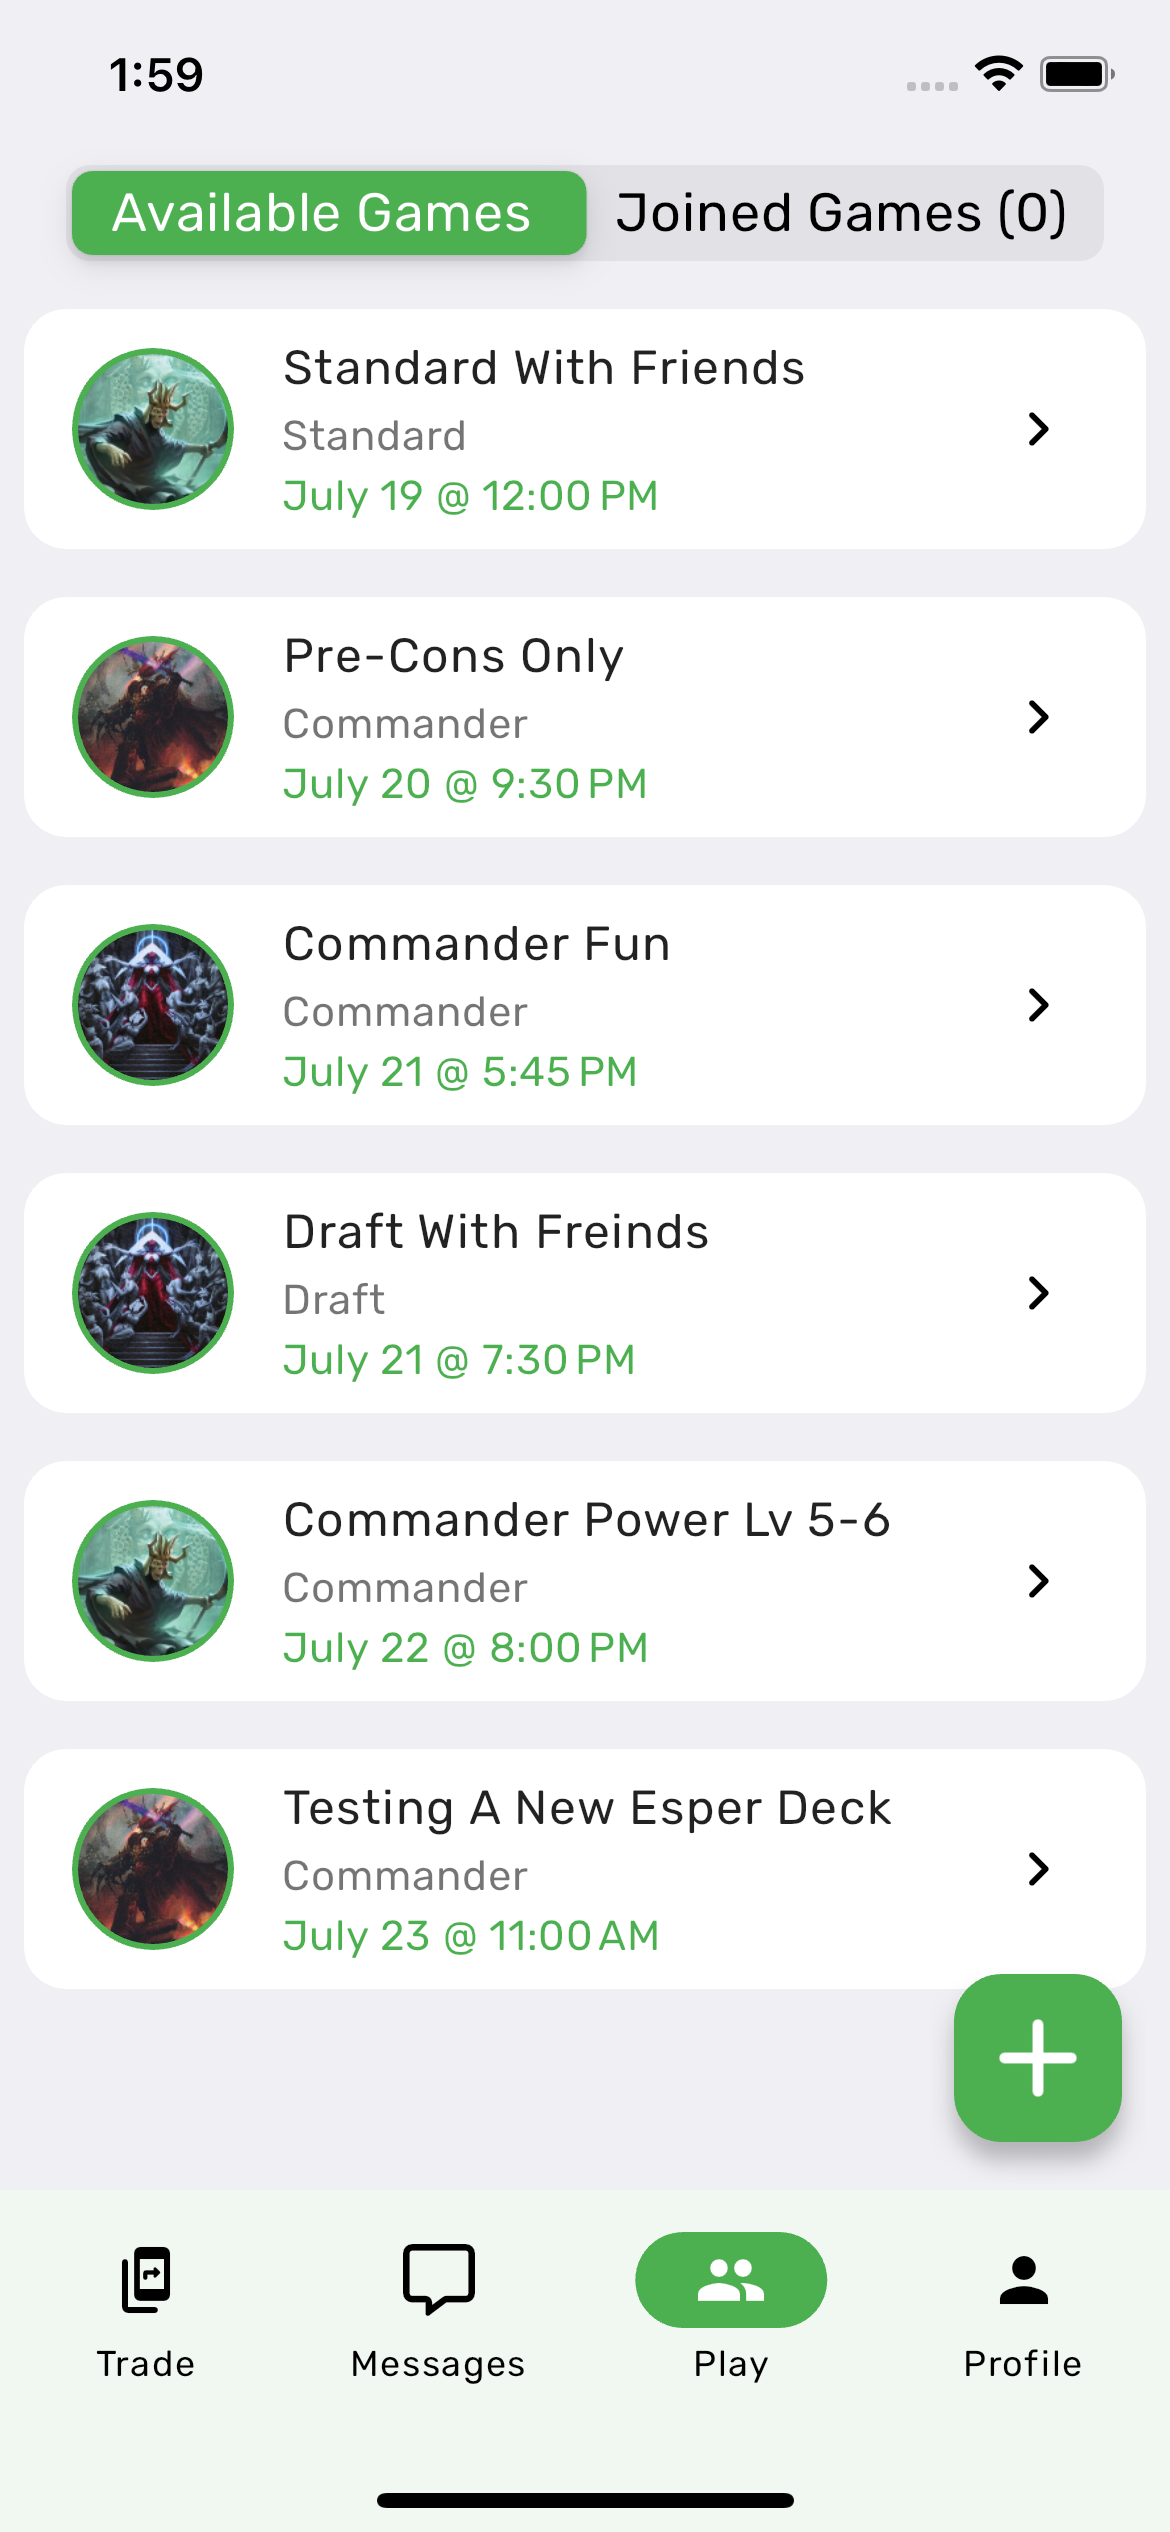 1:59
Available Games
Joined Games (0)
Standard With Friends
Standard
July 19 @ 12:00 PM
Pre-Cons Only
Commander
July 20 @ 9:30 PM
Commander Fun
Commander
July 21 @ 5:45 PM
Draft With Freinds
Draft
July 21 @ 7:30 PM
Commander Power Lv 5-6
Commander
July 22 @ 8:00 PM
Testing A New Esper Deck
Commander
July 23 @ 11:00 AM
Trade
Messages
Play
Profile